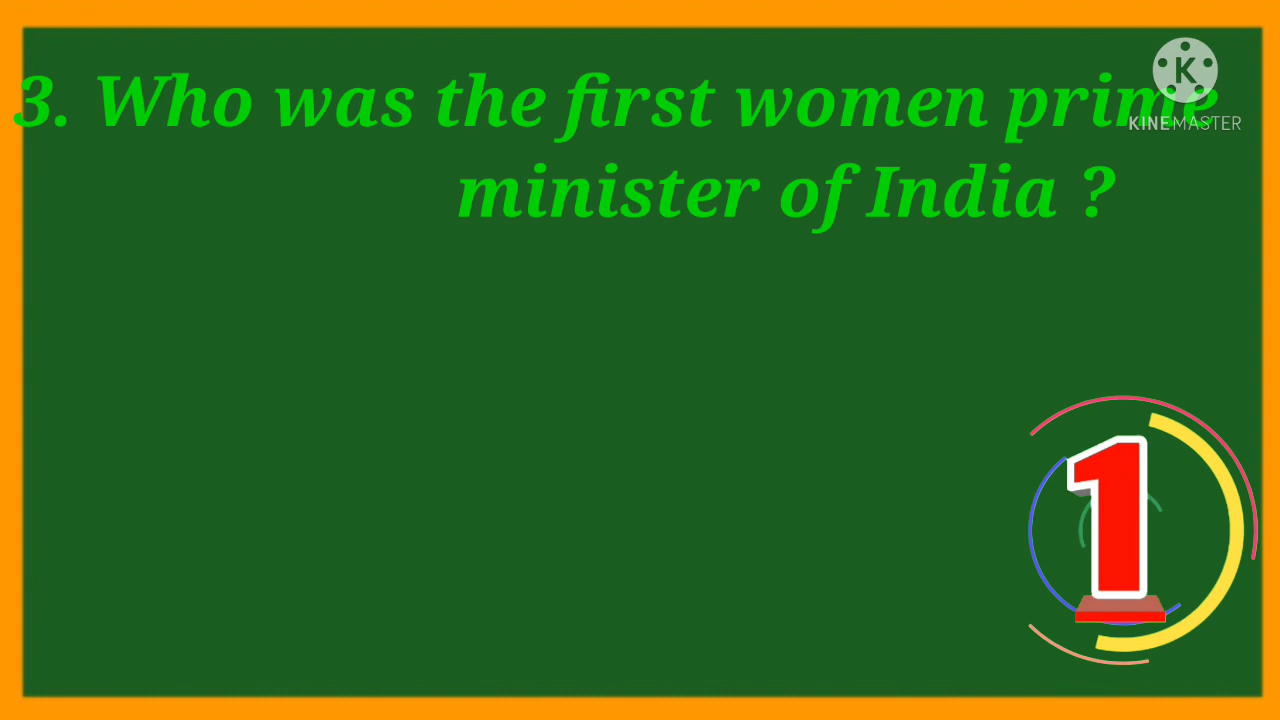 3. Who was the first women prime
minister of India ?
K
KINEMASTER
1